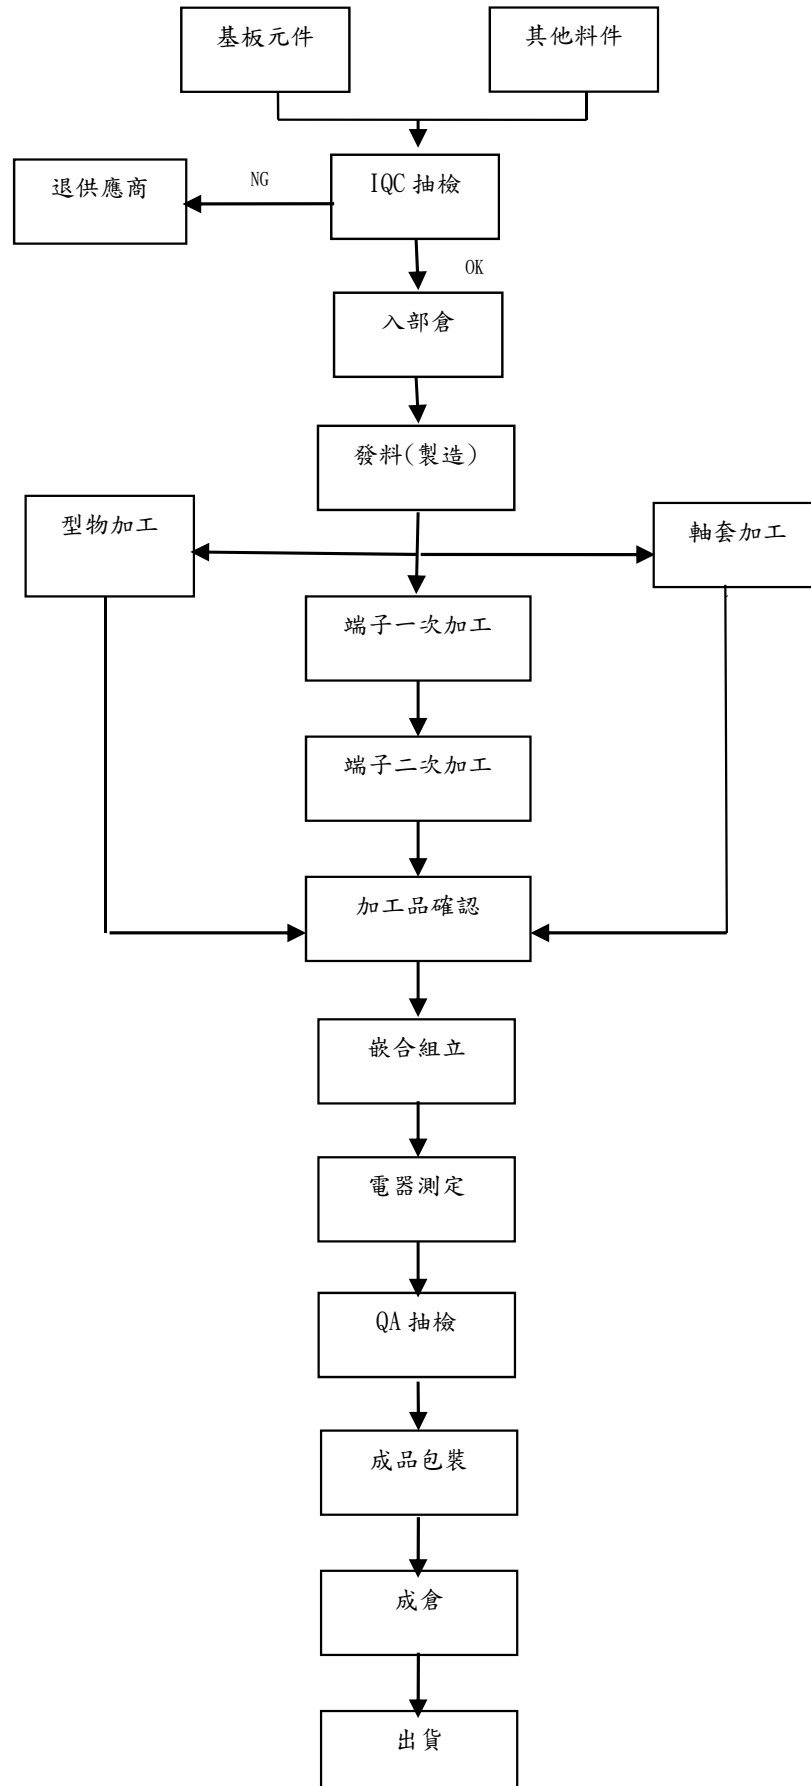 基板元件
其他料件
退供應商
NG
IQC 抽檢
OK
入部倉
發料(製造)
型物加工
軸套加工
端子一次加工
端子二次加工
加工品確認
嵌合組立
電器測定
QA 抽檢
成品包裝
成倉
出貨